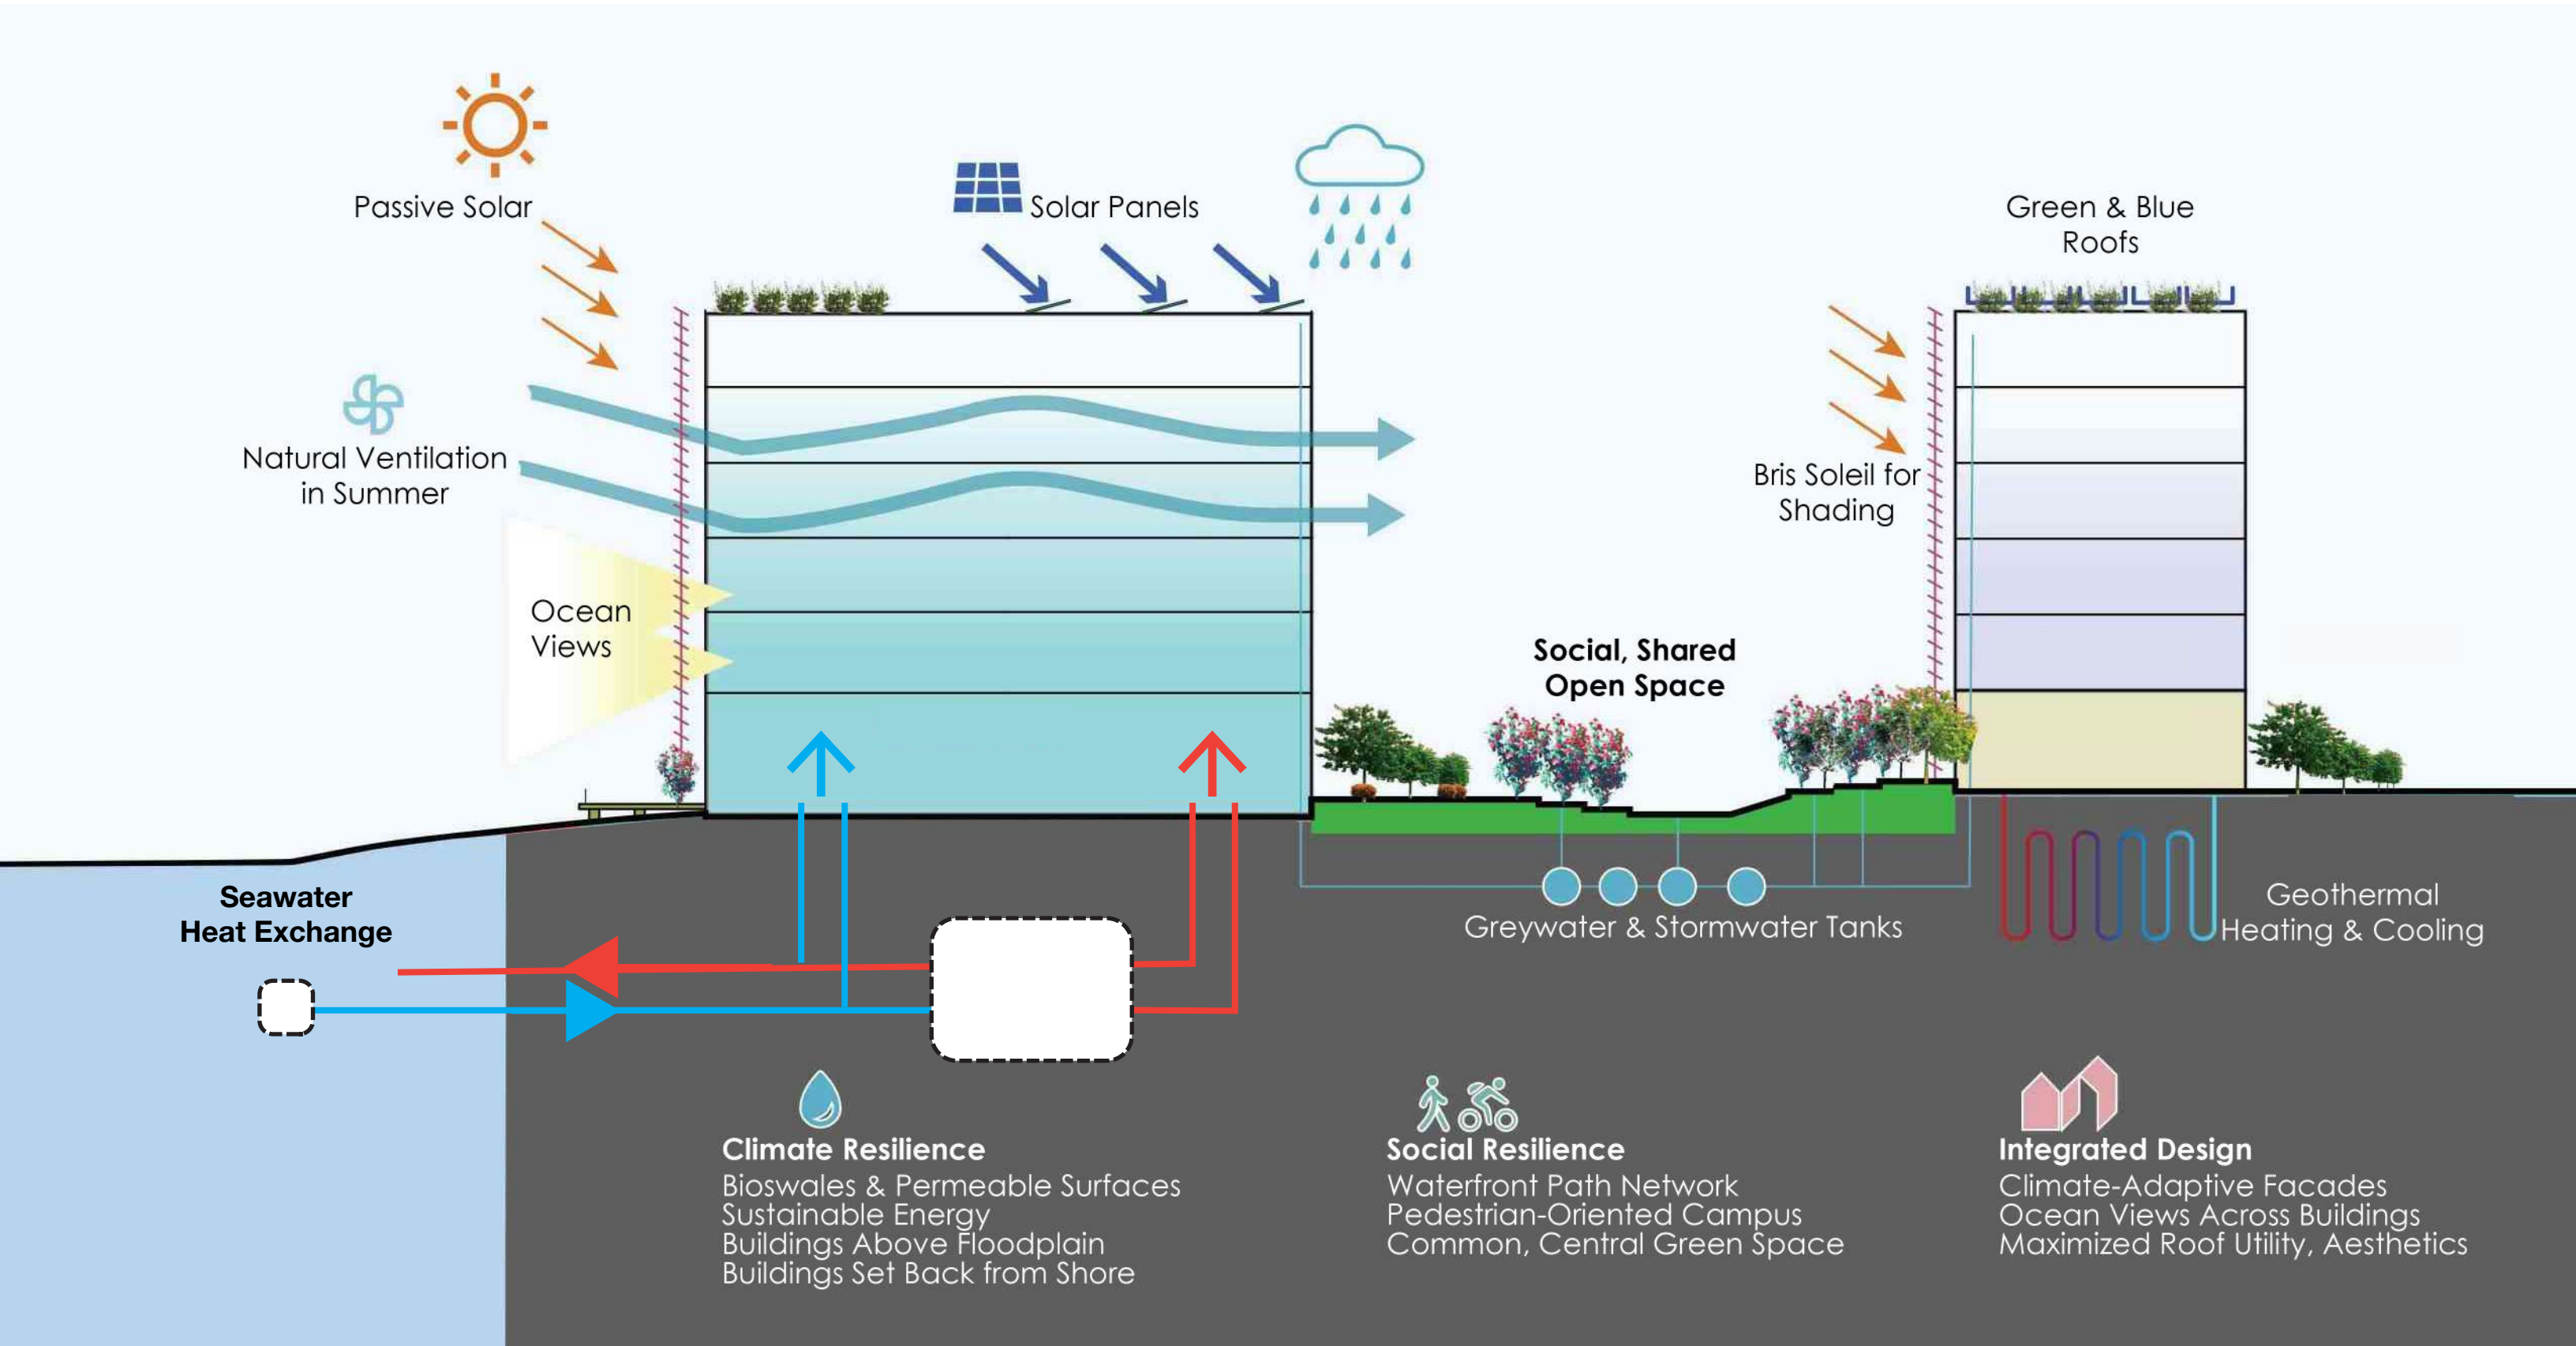 Passive Solar
Solar Panels
Green & Blue
Roofs
Natural Ventilation
in Summer
Bris Soleil for
Shading
Ocean
Views
Social, Shared
Open Space
Seawater
Heat Exchange
Greywater & Stormwater Tanks
Geothermal
Heating & Cooling
Climate Resilience
Bioswales & Permeable Surfaces
Sustainable Energy
Buildings Above Floodplain
Buildings Set Back from Shore
Social Resilience
Waterfront Path Network
Pedestrian-Oriented Campus
Common, Central Green Space
Integrated Design
Climate-Adaptive Facades
Ocean Views Across Buildings
Maximized Roof Utility, Aesthetics